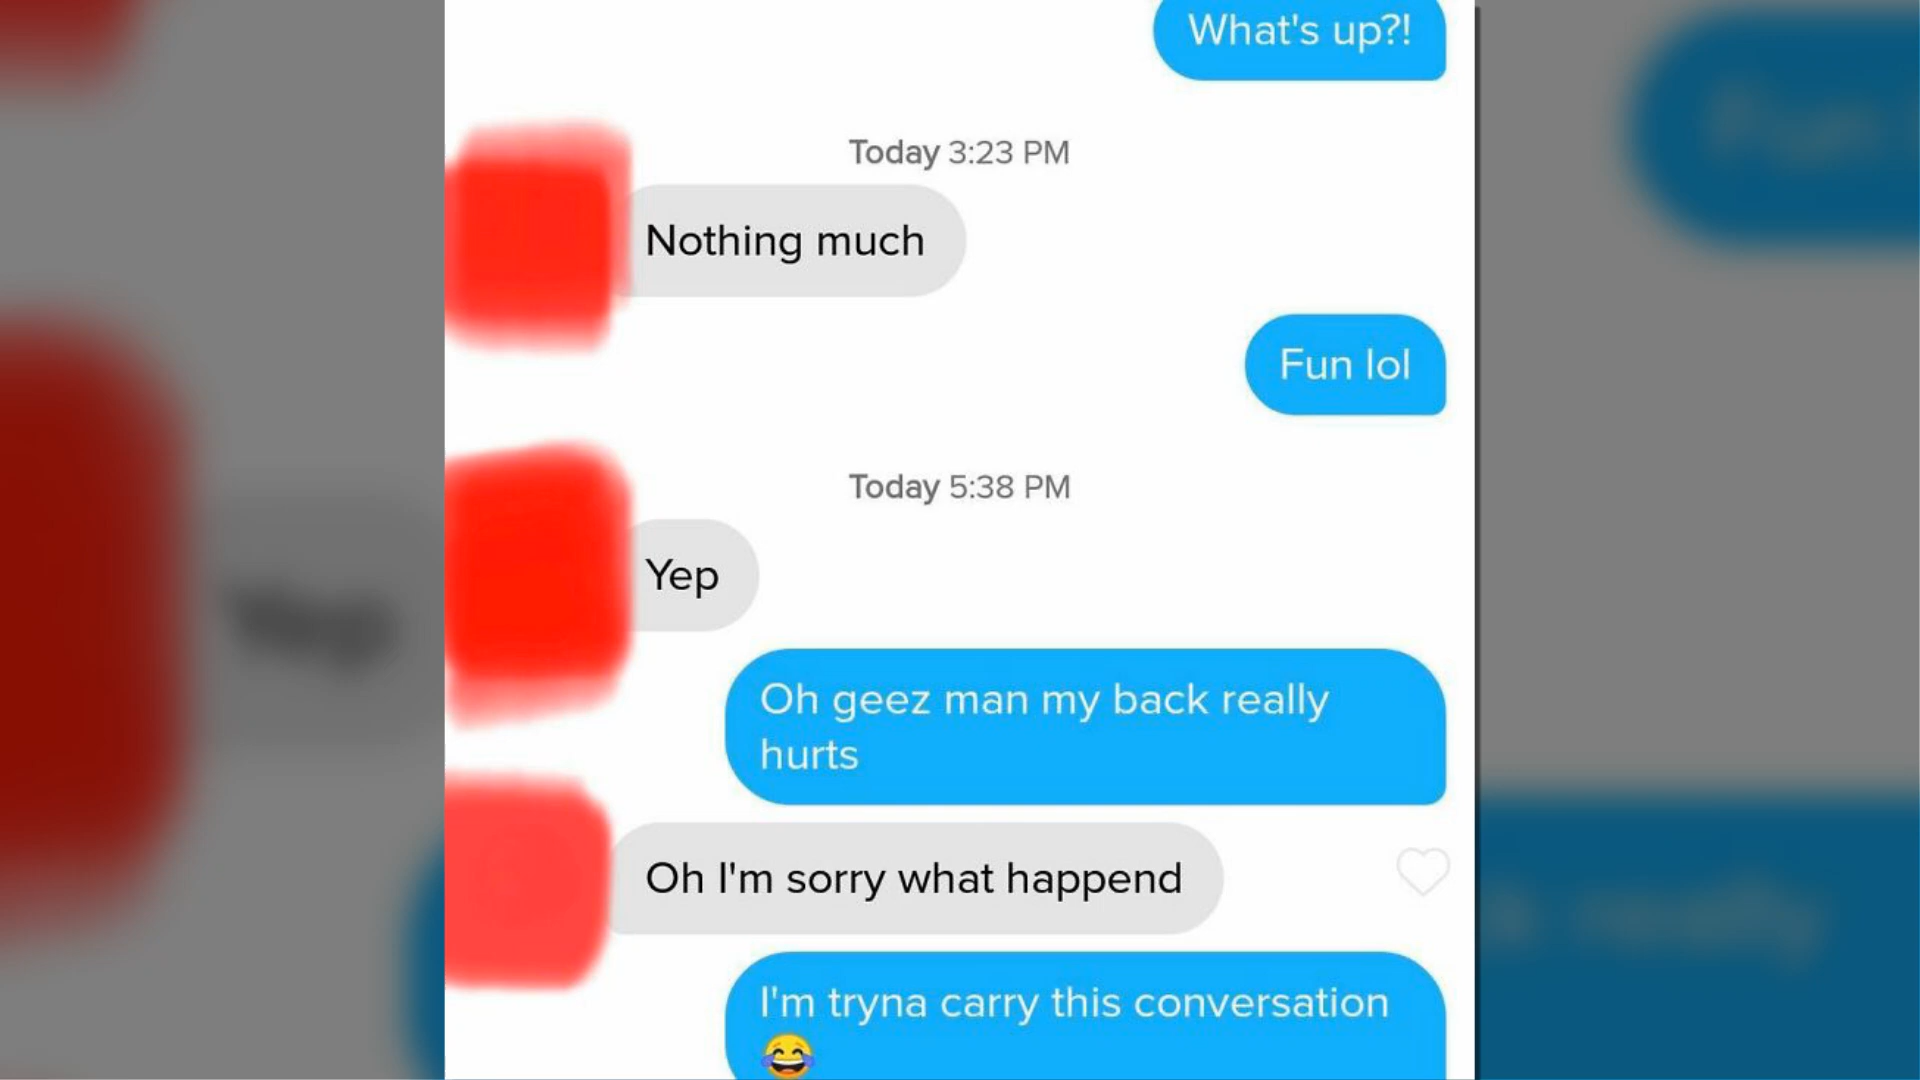 What's up?!
Today 3:23 PM
Nothing much
Fun lol
Today 5:38 PM
Yep
Oh geez man my back really
hurts
Oh I'm sorry what happend
I'm tryna carry this conversation
😂